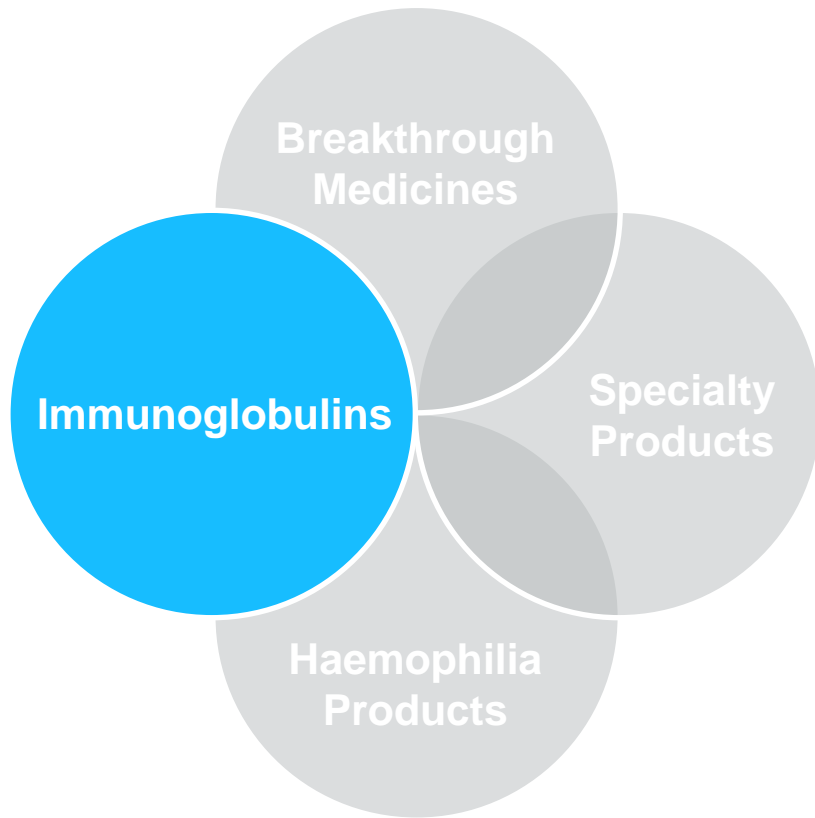 Breakthrough
Medicines
Immunoglobulins
Specialty
Products
Haemophilia
Products